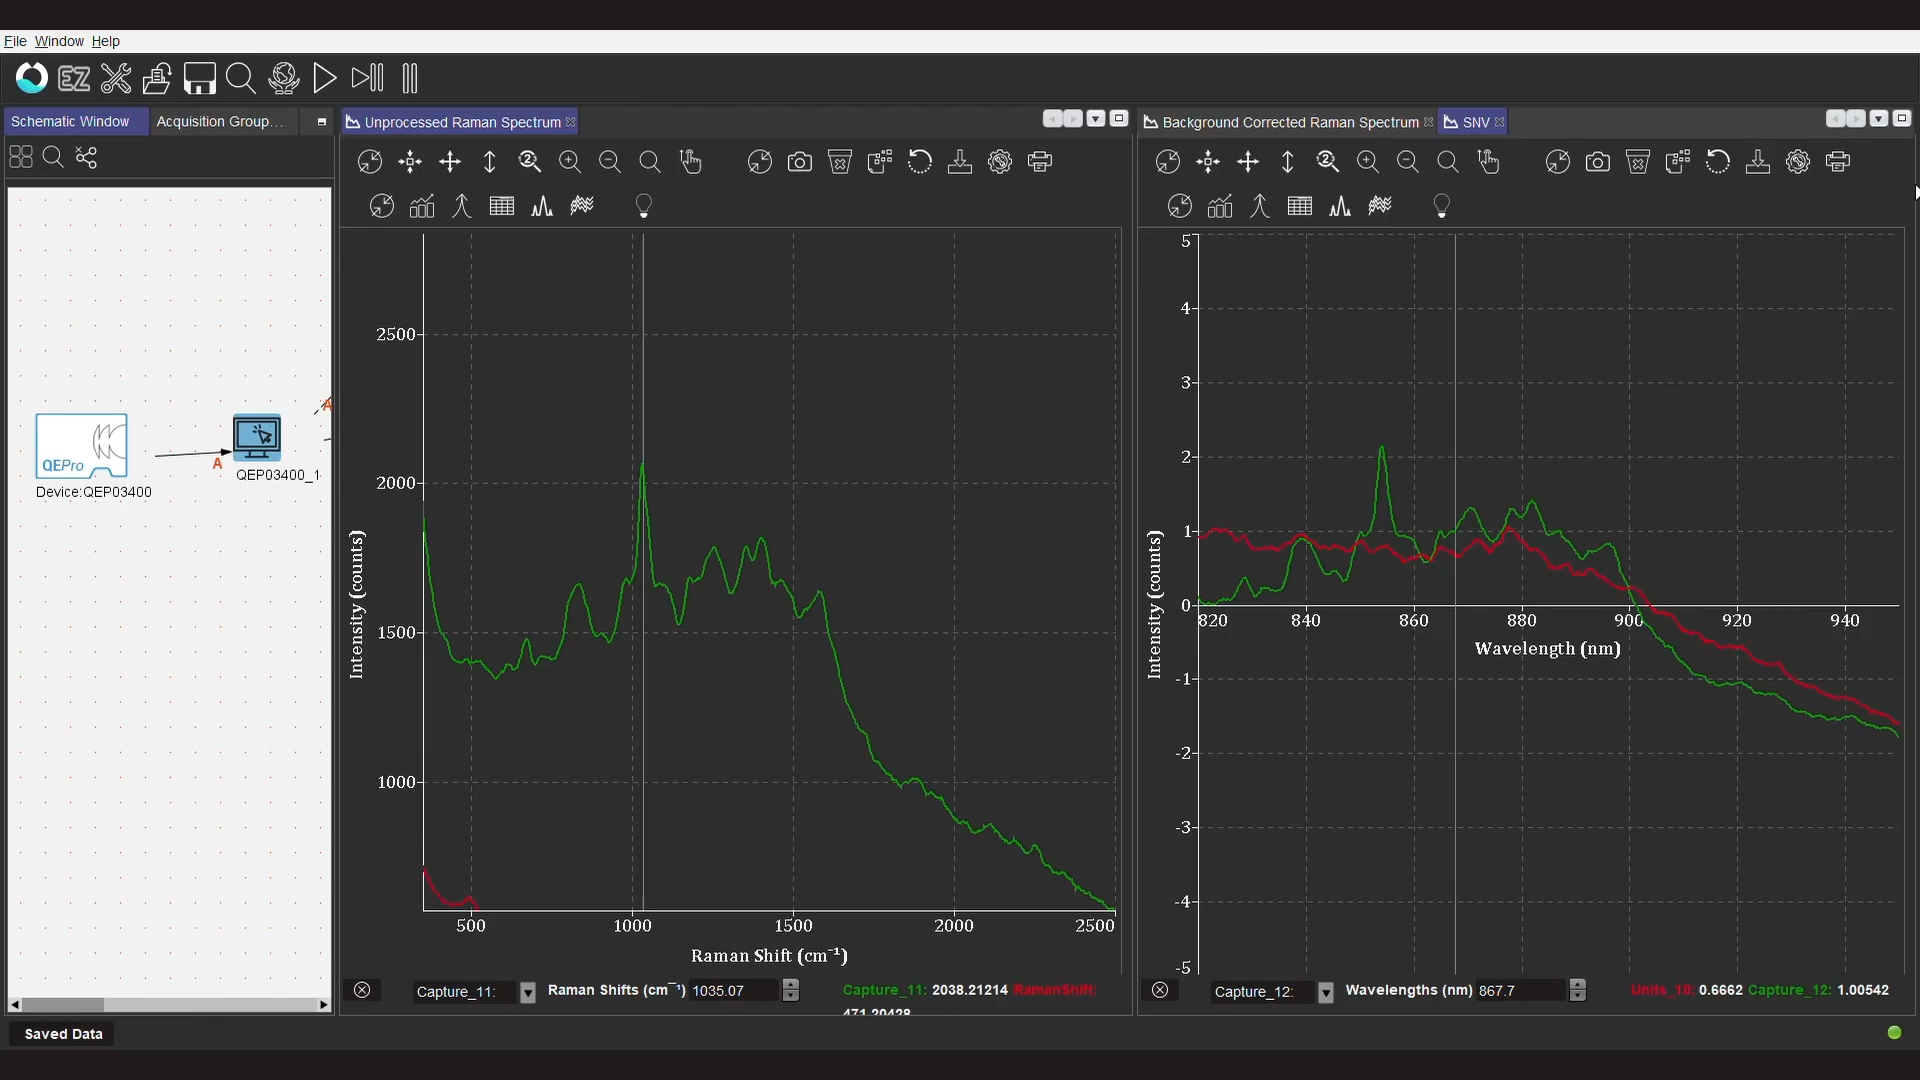 File Window Help
EZ
Schematic Window
Acquisition Group...
Unprocessed Raman Spectrum
Background Corrected Raman Spectrum
SNV
QEPro
Device:QEP03400
A
QEP03400_1
A
2500
2000
1500
1000
Intensity (counts)
500
1000
1500
2000
2500
Raman Shift (cm⁻¹)
5
4
3
2
1
0
-1
-2
-3
-4
-5
Intensity (counts)
820
840
860
880
900
920
940
Wavelength (nm)
Capture_11:
Raman Shifts (cm⁻¹) 1035.07
Capture_11: 2038.21214 RamanShift:
471.20428
Capture_12:
Wavelengths (nm) 867.7
Units_10: 0.6662 Capture_12: 1.00542
Saved Data